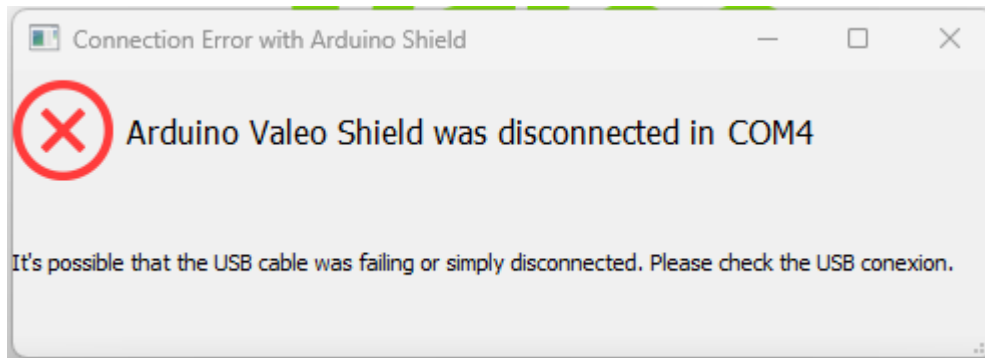 Connection Error with Arduino Shield
Arduino Valeo Shield was disconnected in COM4
It's possible that the USB cable was failing or simply disconnected. Please check the USB conexion.